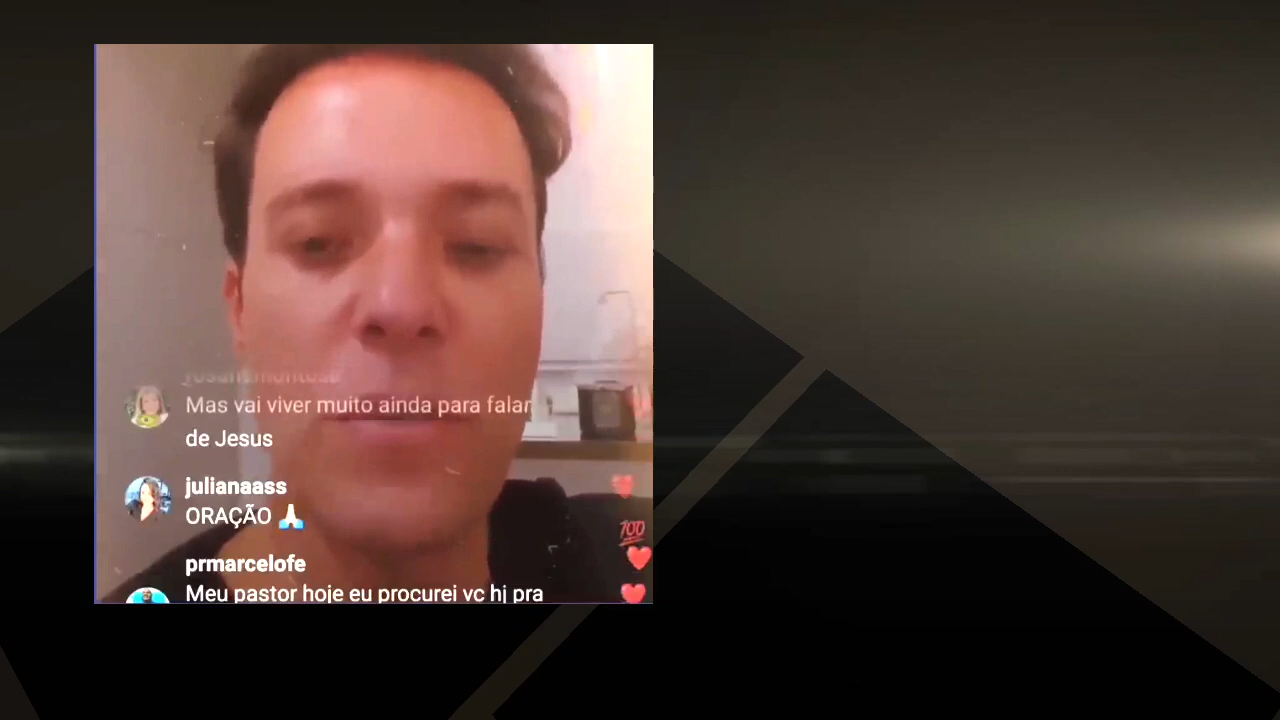 Mas vai viver muito ainda para falar
de Jesus
julianaass
ORAÇÃO 🙏🏻
prmarcelofe
Meu pastor hoje eu procurei vc hj pra